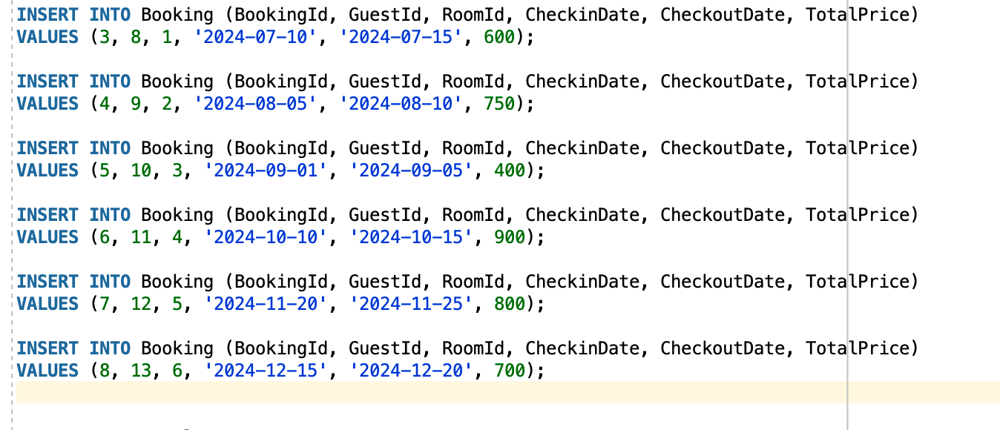 INSERT INTO Booking (BookingId, GuestId, RoomId, CheckinDate, CheckoutDate, TotalPrice)
VALUES (3, 8, 1, '2024-07-10', '2024-07-15', 600);
INSERT INTO Booking (BookingId, GuestId, RoomId, CheckinDate, CheckoutDate, TotalPrice)
VALUES (4, 9, 2, '2024-08-05', '2024-08-10', 750);
INSERT INTO Booking (BookingId, GuestId, RoomId, CheckinDate, CheckoutDate, TotalPrice)
VALUES (5, 10, 3, '2024-09-01', '2024-09-05', 400);
INSERT INTO Booking (BookingId, GuestId, RoomId, CheckinDate, CheckoutDate, TotalPrice)
VALUES (6, 11, 4, '2024-10-10', '2024-10-15', 900);
INSERT INTO Booking (BookingId, GuestId, RoomId, CheckinDate, CheckoutDate, TotalPrice)
VALUES (7, 12, 5, '2024-11-20', '2024-11-25', 800);
INSERT INTO Booking (BookingId, GuestId, RoomId, CheckinDate, CheckoutDate, TotalPrice)
VALUES (8, 13, 6, '2024-12-15', '2024-12-20', 700);